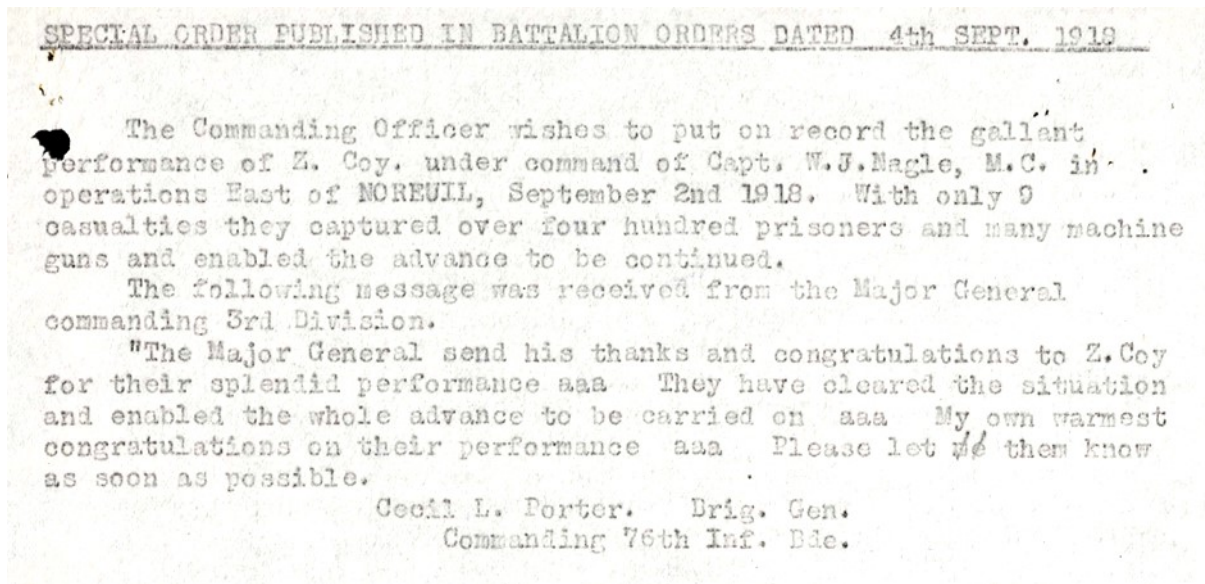 SPECIAL ORDER PUBLISHED IN BATTALION ORDERS DATED 4th SEPT. 1918
The Commanding Officer wishes to put on record the gallant
performance of Z. Coy. under command of Capt. W.J.Nagle, M.C. in
operations East of NOREUIL, September 2nd 1918. With only 9
casualties they captured over four hundred prisoners and many machine
guns and enabled the advance to be continued.
The following message was received from the Major General
commanding 3rd Division.
"The Major General send his thanks and congratulations to Z.Coy
for their splendid performance aaa They have cleared the situation
and enabled the whole advance to be carried on aaa My own warmest
congratulations on their performance aaa Please let them know
as soon as possible.
Cecil L. Porter. Brig. Gen.
Commanding 76th Inf. Bde.